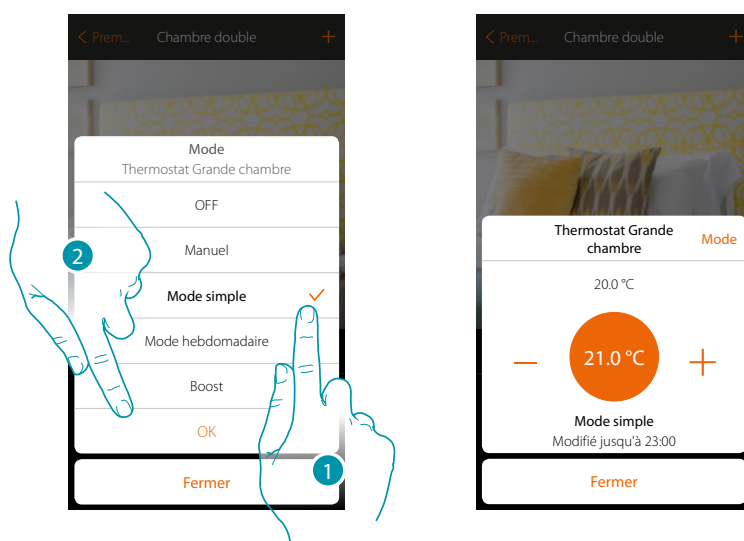 < Prem... Chambre double +
Mode
Thermostat Grande chambre
OFF
Manuel
Mode simple
Mode hebdomadaire
Boost
OK
Fermer
2
1
< Prem... Chambre double +
Thermostat Grande
chambre
Mode
20.0 °C
— 21.0 °C +
Mode simple
Modifié jusqu'à 23:00
Fermer